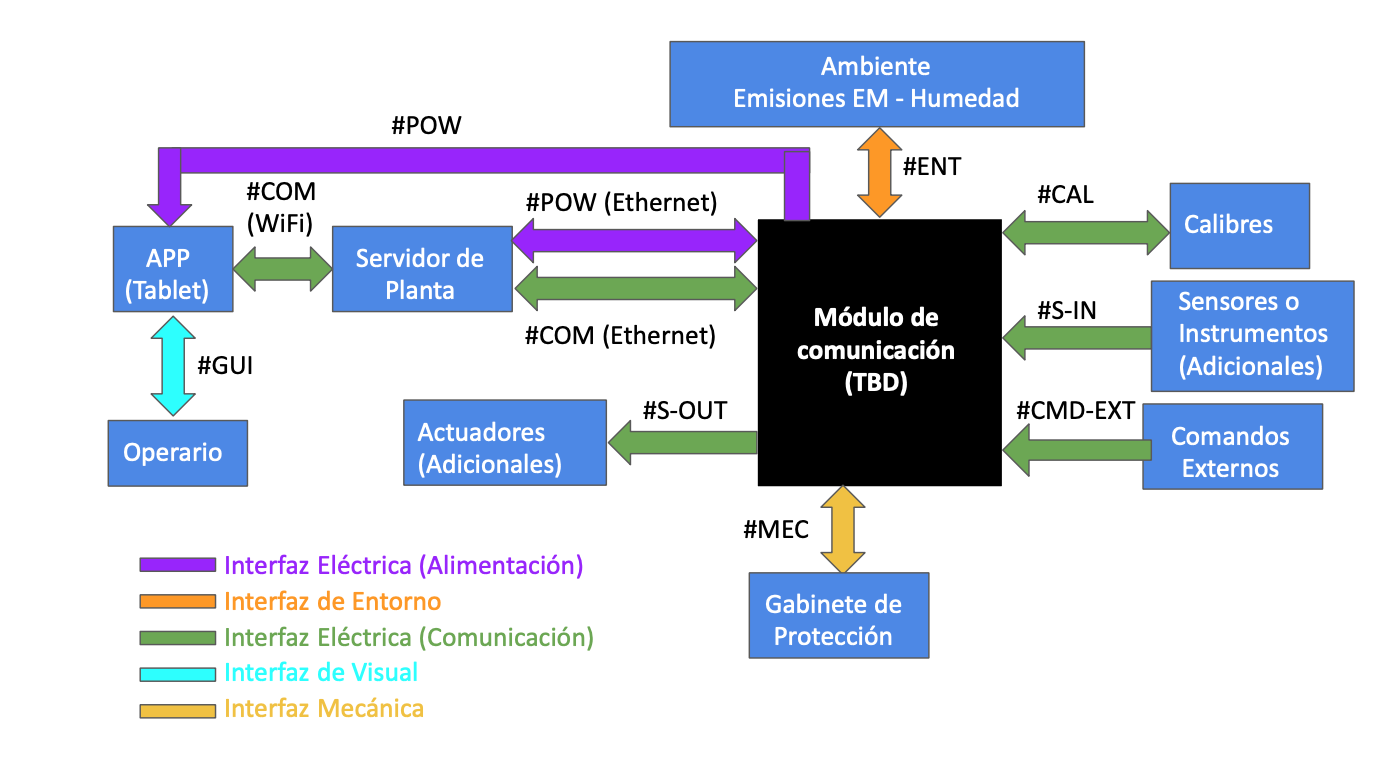 Ambiente
Emisiones EM - Humedad
#POW
#ENT
#COM
(WiFi)
#POW (Ethernet)
#CAL
Calibres
APP
(Tablet)
Servidor de
Planta
#COM (Ethernet)
Módulo de
comunicación
(TBD)
#S-IN
Sensores o
Instrumentos
(Adicionales)
#GUI
Operario
Actuadores
(Adicionales)
#S-OUT
#CMD-EXT
Comandos
Externos
#MEC
Gabinete de
Protección
Interfaz Eléctrica (Alimentación)
Interfaz de Entorno
Interfaz Eléctrica (Comunicación)
Interfaz de Visual
Interfaz Mecánica